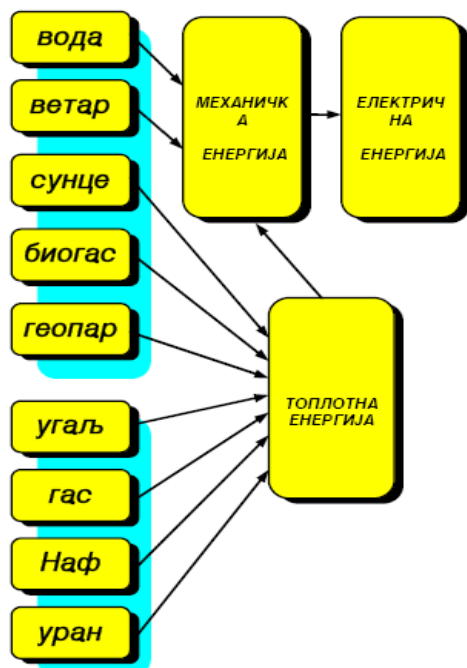 вода
ветар
сунце
биогас
геопар
угаљ
гас
Наф
уран
МЕХАНИЧК
А
ЕНЕРГИЈА
ЕЛЕКТРИЧ
НА
ЕНЕРГИЈА
ТОПЛОТНА
ЕНЕРГИЈА